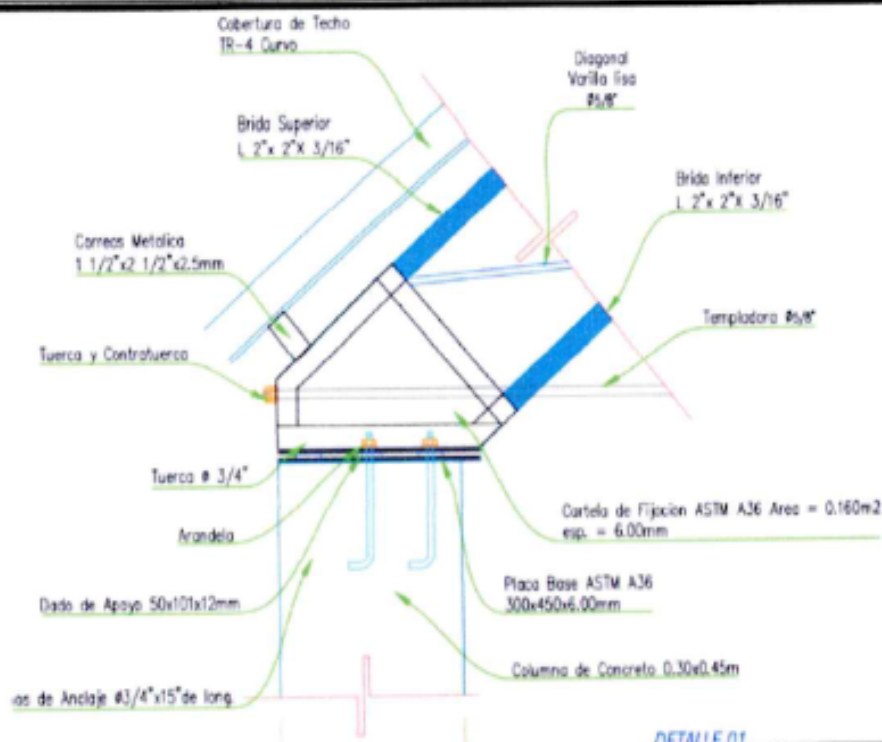 Cobertura de Techo
TR-4 Curvo
Diagonal
Varilla lisa
Ø5/8"
Brida Superior
L 2"x 2"X 3/16"
Brida Inferior
L 2"x 2"X 3/16"
Correas Metalica
1 1/2"x2 1/2"x2.5mm
Templadora Ø5/8"
Tuerca y Contratuerca
Tuerca ø 3/4"
Cartela de Fijacion ASTM A36 Area = 0.160m2
esp. = 6.00mm
Arandela
Placa Base ASTM A36
300x450x6.00mm
Dado de Apoyo 50x101x12mm
Columna de Concreto 0.30x0.45m
de Anclaje Ø3/4"x15"de long.
DETALLE 01